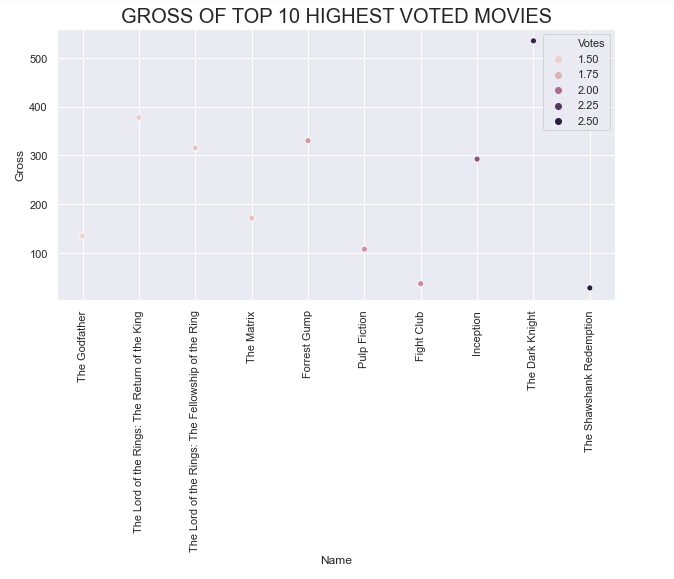 GROSS OF TOP 10 HIGHEST VOTED MOVIES
Votes
1.50
1.75
2.00
2.25
2.50
Gross
500
400
300
200
100
The Godfather
The Lord of the Rings: The Return of the King
The Lord of the Rings: The Fellowship of the Ring
The Matrix
Forrest Gump
Pulp Fiction
Fight Club
Inception
The Dark Knight
The Shawshank Redemption
Name